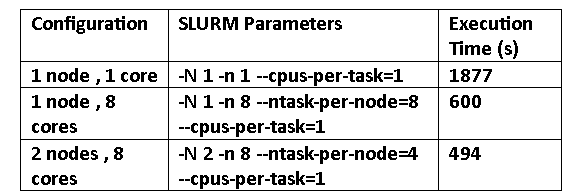 Configuration SLURM Parameters Execution
Time (s)
1 node , 1 core -N 1 -n 1 --cpus-per-task=1 1877
1 node , 8 -N 1 -n 8 --ntask-per-node=8 600
cores --cpus-per-task=1
2 nodes , 8 -N 2 -n 8 --ntask-per-node=4 494
cores --cpus-per-task=1